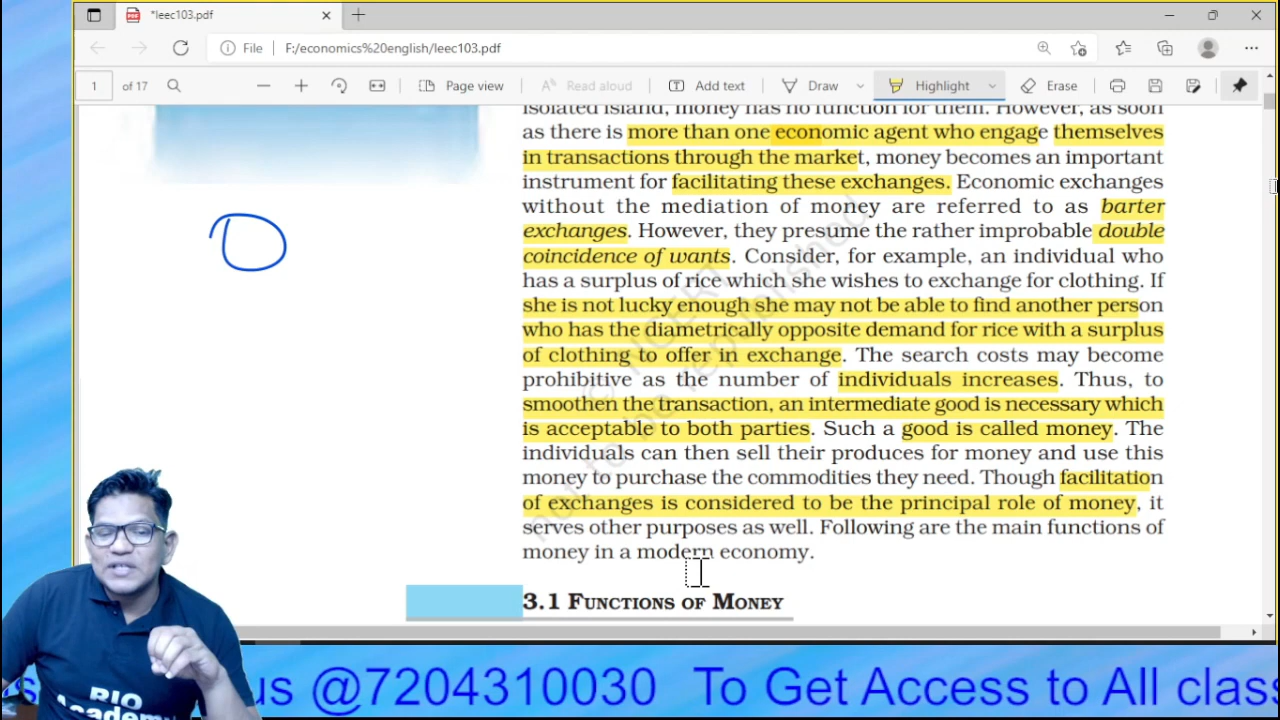 *leec103.pdf
File F:/economics%20english/leec103.pdf
1 of 17 Page view Read aloud Add text Draw Highlight Erase
isolated island, money has no function for them. However, as soon
as there is more than one economic agent who engage themselves
in transactions through the market, money becomes an important
instrument for facilitating these exchanges. Economic exchanges
without the mediation of money are referred to as barter
exchanges. However, they presume the rather improbable double
coincidence of wants. Consider, for example, an individual who
has a surplus of rice which she wishes to exchange for clothing. If
she is not lucky enough she may not be able to find another person
who has the diametrically opposite demand for rice with a surplus
of clothing to offer in exchange. The search costs may become
prohibitive as the number of individuals increases. Thus, to
smoothen the transaction, an intermediate good is necessary which
is acceptable to both parties. Such a good is called money. The
individuals can then sell their produces for money and use this
money to purchase the commodities they need. Though facilitation
of exchanges is considered to be the principal role of money, it
serves other purposes as well. Following are the main functions of
money in a modern economy.
3.1 FUNCTIONS OF MONEY
© NCERT
not to be republished
D
RIO
Academy
us @7204310030 To Get Access to All class